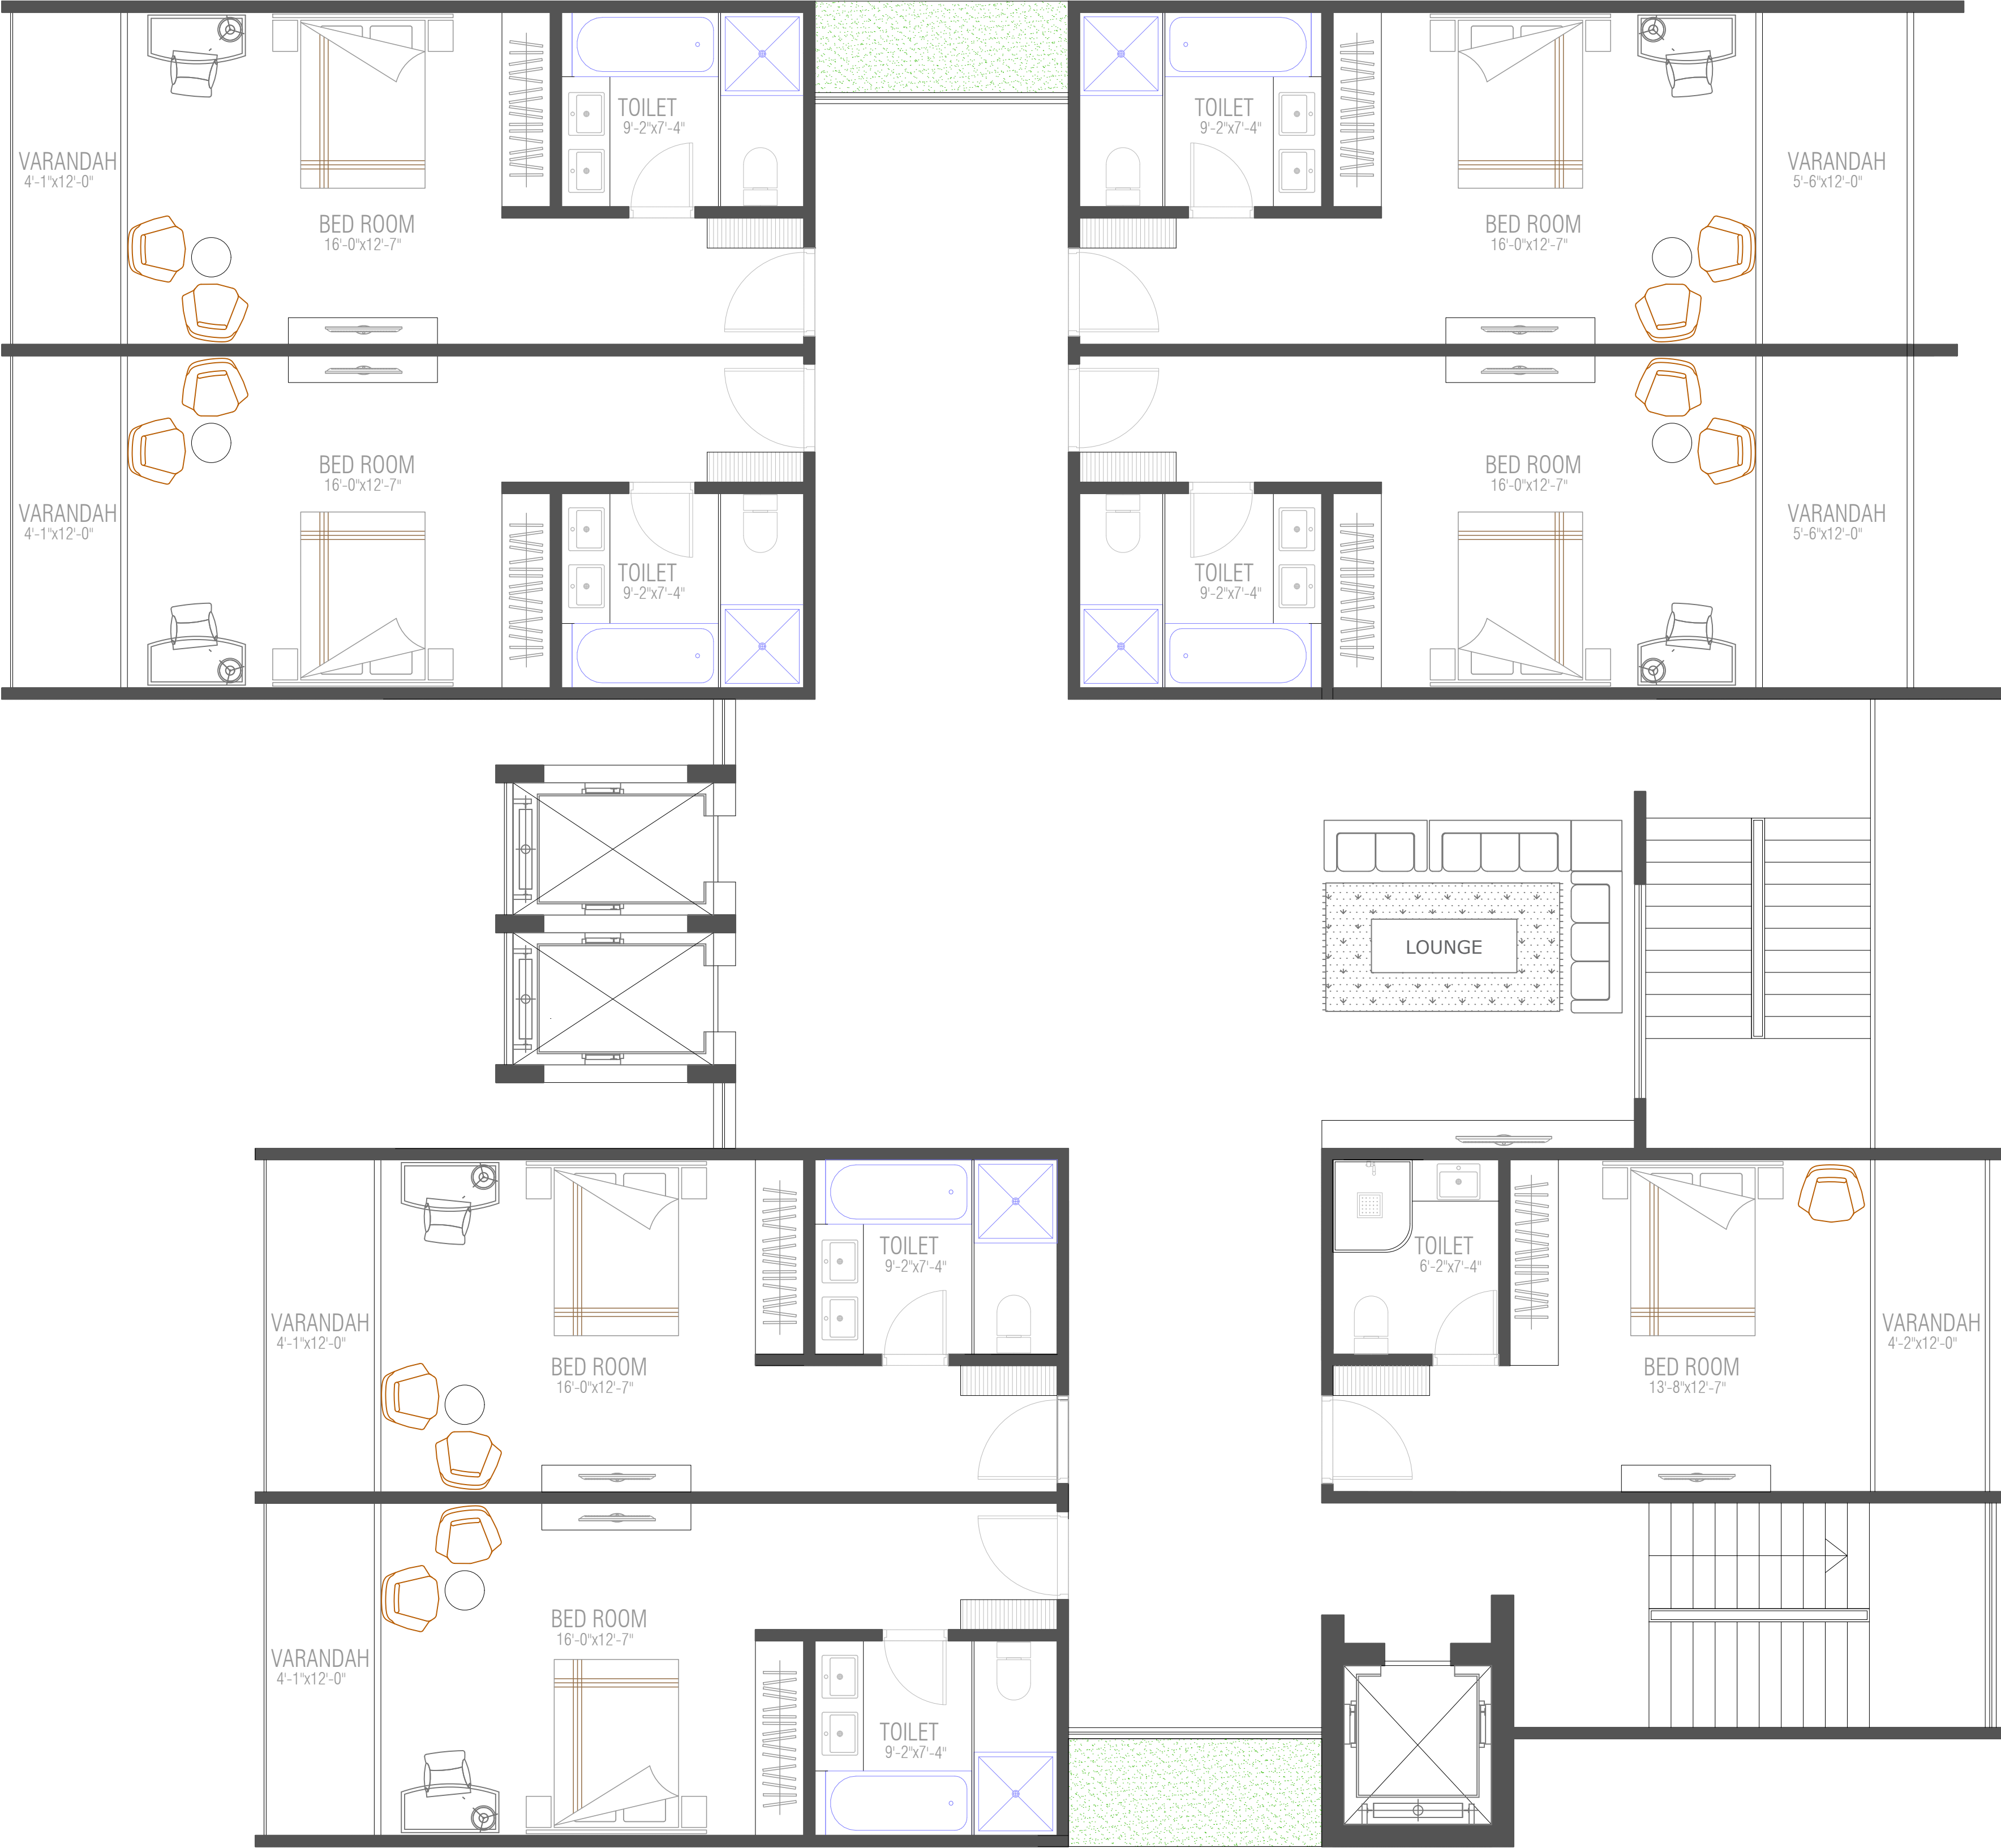 TOILET
9'-2"x7'-4"
TOILET
9'-2"x7'-4"
VARANDAH
4'-1"x12'-0"
BED ROOM
16'-0"x12'-7"
BED ROOM
16'-0"x12'-7"
VARANDAH
5'-6"x12'-0"
BED ROOM
16'-0"x12'-7"
BED ROOM
16'-0"x12'-7"
VARANDAH
4'-1"x12'-0"
VARANDAH
5'-6"x12'-0"
TOILET
9'-2"x7'-4"
TOILET
9'-2"x7'-4"
LOUNGE
TOILET
9'-2"x7'-4"
TOILET
6'-2"x7'-4"
VARANDAH
4'-1"x12'-0"
VARANDAH
4'-2"x12'-0"
BED ROOM
16'-0"x12'-7"
BED ROOM
13'-8"x12'-7"
BED ROOM
16'-0"x12'-7"
VARANDAH
4'-1"x12'-0"
TOILET
9'-2"x7'-4"